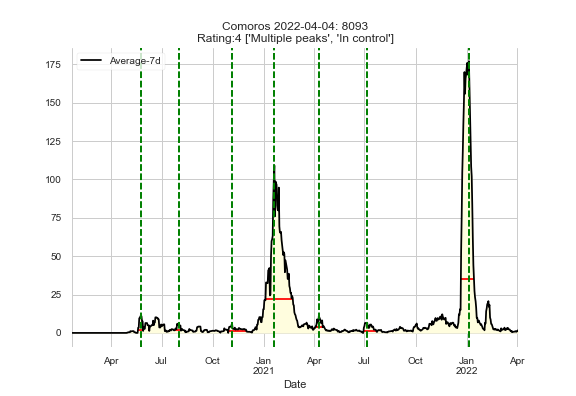 Comoros 2022-04-04: 8093
Rating:4 ['Multiple peaks', 'In control']
Average-7d
175
150
125
100
75
50
25
0
Apr Jul Oct Jan Apr Jul Oct Jan Apr
2021 2022
Date